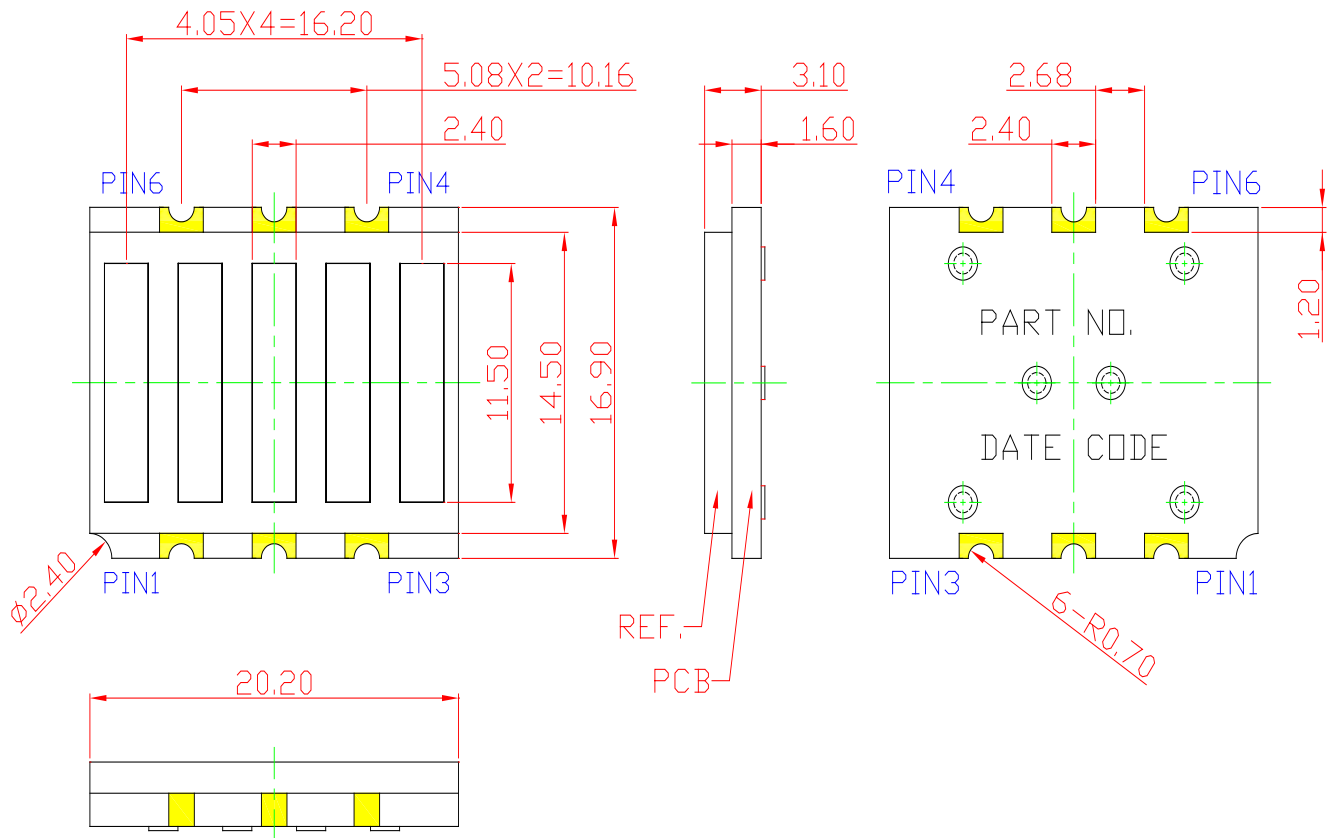 4.05X4=16.20
5.08X2=10.16
2.40
PIN6
PIN4
11.50
14.50
16.90
Ø2.40
PIN1
PIN3
3.10
1.60
REF.
PCB
2.68
2.40
PIN4
PIN6
1.20
PART NO.
DATE CODE
PIN3
PIN1
6-R0.70
20.20